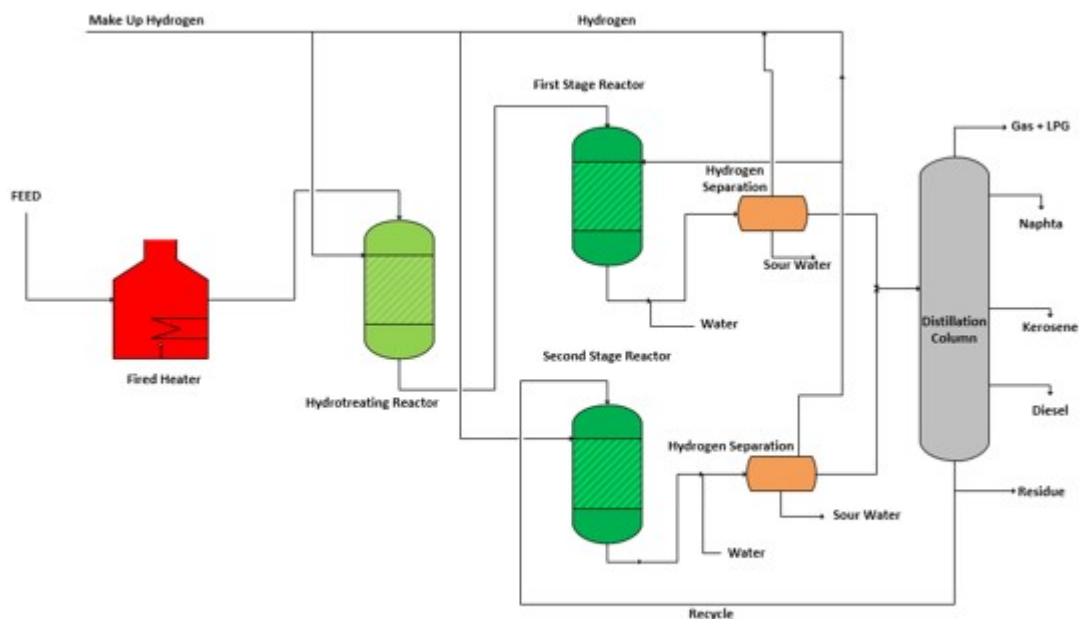 Make Up Hydrogen
Hydrogen
First Stage Reactor
Gas + LPG
Hydrogen
Separation
FEED
Naphta
Sour Water
Water
Distillation
Column
Kerosene
Second Stage Reactor
Fired Heater
Hydrotreating Reactor
Diesel
Hydrogen Separation
Residue
Sour Water
Water
Recycle